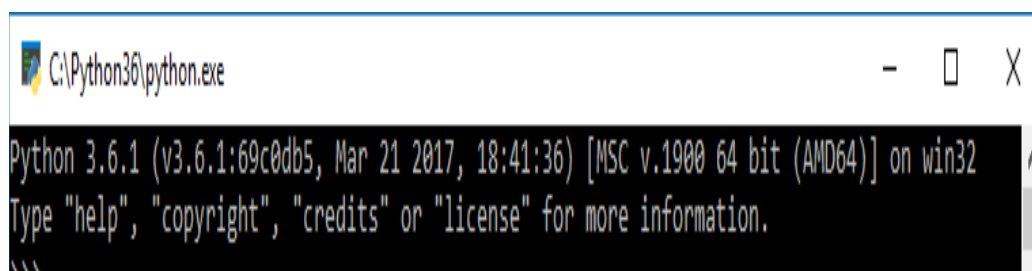 C:\Python36\python.exe
Python 3.6.1 (v3.6.1:69c0db5, Mar 21 2017, 18:41:36) [MSC v.1900 64 bit (AMD64)] on win32
Type "help", "copyright", "credits" or "license" for more information.
>>>